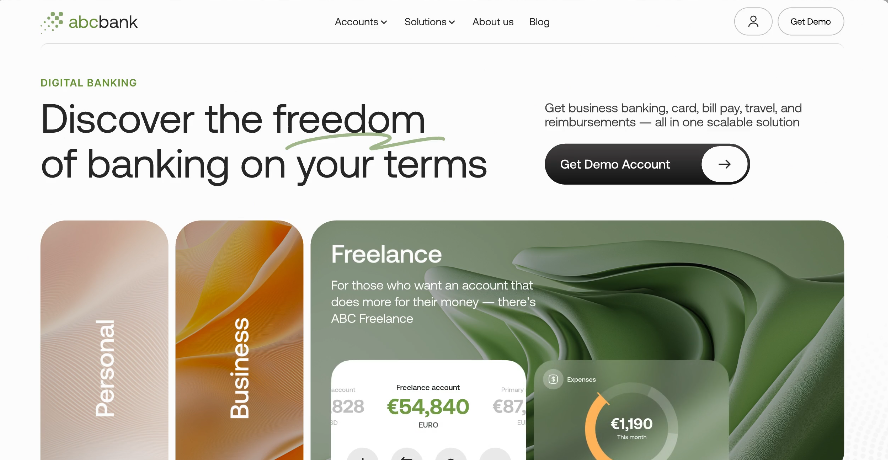 abcbank
Accounts
Solutions
About us
Blog
Get Demo
DIGITAL BANKING
Discover the freedom
of banking on your terms
Get business banking, card, bill pay, travel, and
reimbursements — all in one scalable solution
Get Demo Account
Personal
Business
Freelance
For those who want an account that
does more for their money — there's
ABC Freelance
account
828
Freelance account
€54,840
EURO
Primary
€87,
EU
Expenses
€1,190
This month